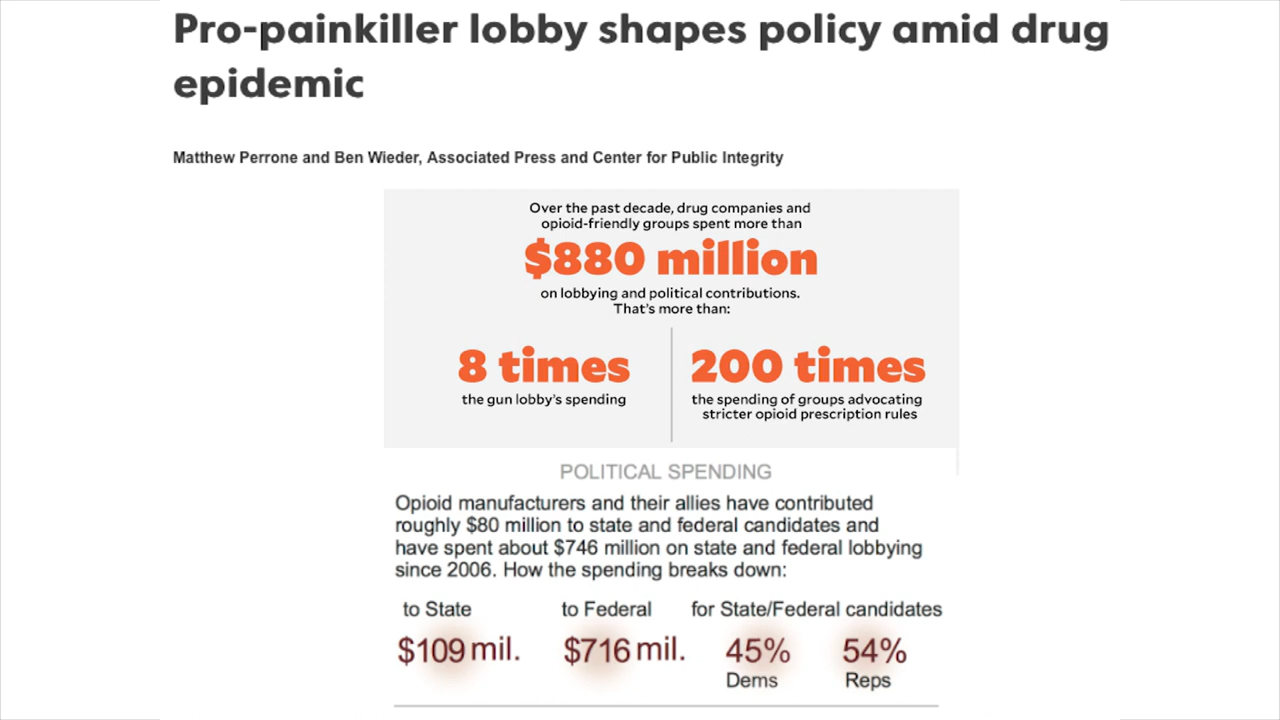 Pro-painkiller lobby shapes policy amid drug
epidemic
Matthew Perrone and Ben Wieder, Associated Press and Center for Public Integrity
Over the past decade, drug companies and
opioid-friendly groups spent more than
$880 million
on lobbying and political contributions.
That's more than:
8 times
the gun lobby's spending
200 times
the spending of groups advocating
stricter opioid prescription rules
POLITICAL SPENDING
Opioid manufacturers and their allies have contributed
roughly $80 million to state and federal candidates and
have spent about $746 million on state and federal lobbying
since 2006. How the spending breaks down:
to State to Federal for State/Federal candidates
$109 mil. $716 mil. 45% 54%
Dems Reps